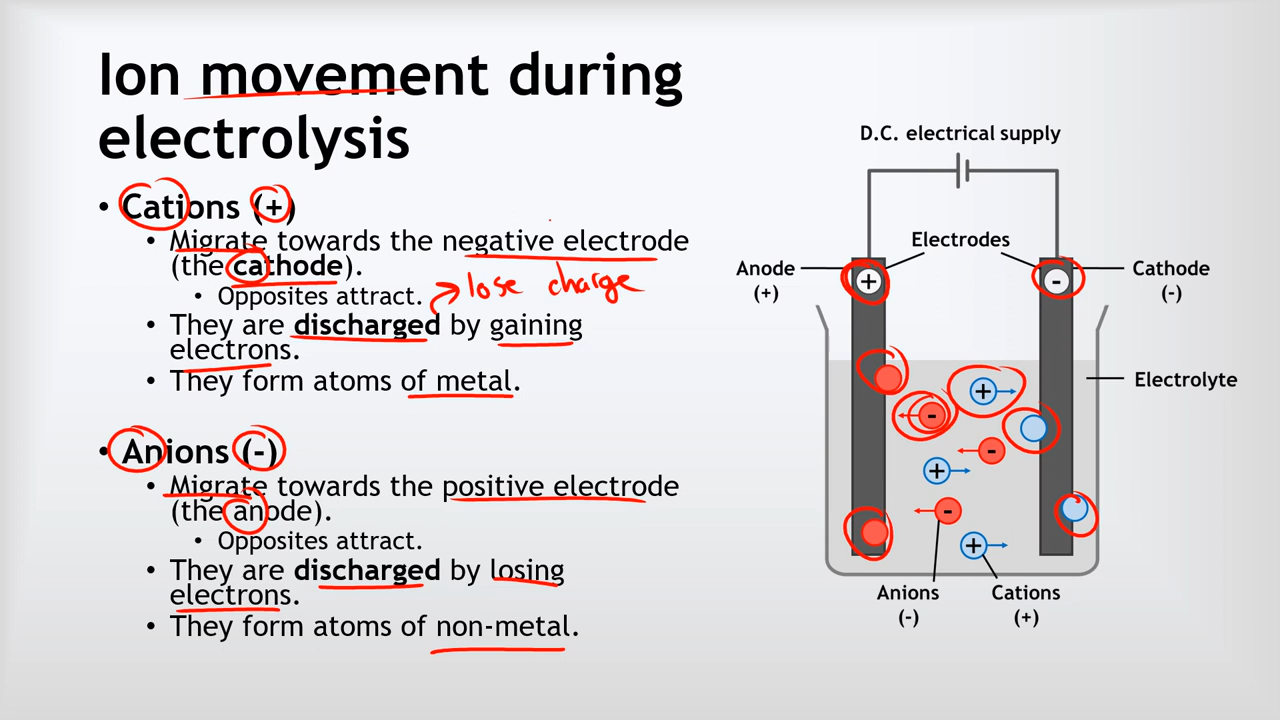 Ion movement during
electrolysis
• Cations (+)
• Migrate towards the negative electrode
(the cathode).
• Opposites attract.
lose charge
• They are discharged by gaining
electrons.
• They form atoms of metal.
• Anions (-)
• Migrate towards the positive electrode
(the anode).
• Opposites attract.
• They are discharged by losing
electrons.
• They form atoms of non-metal.
D.C. electrical supply
Electrodes
Anode
(+)
+
-
Cathode
(-)
+
-
-
+
-
+
Electrolyte
Anions
(-)
Cations
(+)